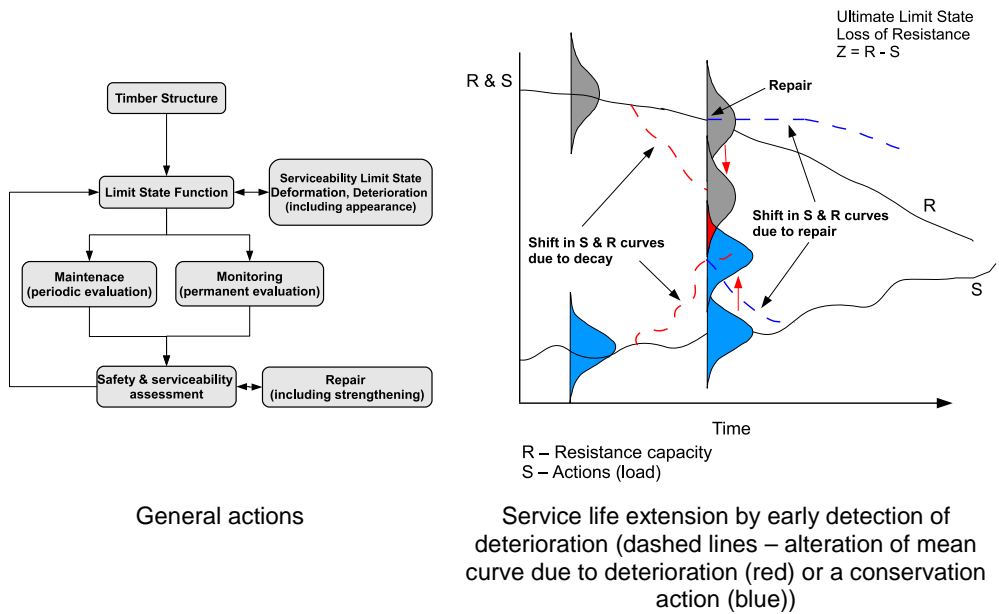 Timber Structure
Limit State Function
Serviceability Limit State
Deformation, Deterioration
(including appearance)
Maintenace
(periodic evaluation)
Monitoring
(permanent evaluation)
Safety & serviceability
assessment
Repair
(including strengthening)
General actions
Ultimate Limit State
Loss of Resistance
Z = R - S
R & S
Repair
Shift in S & R curves
due to decay
Shift in S & R curves
due to repair
R
S
Time
R – Resistance capacity
S – Actions (load)
Service life extension by early detection of
deterioration (dashed lines – alteration of mean
curve due to deterioration (red) or a conservation
action (blue))